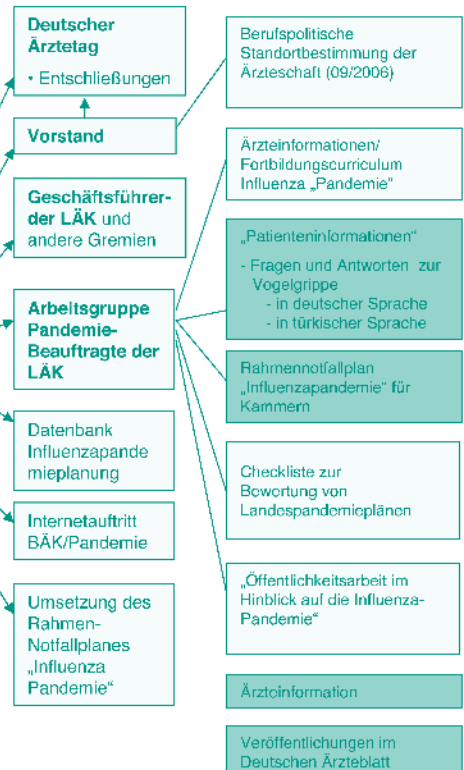 Deutscher
Ärztetag
• Entschließungen
Vorstand
Geschäftsführer-
der LÄK und
andere Gremien
Arbeitsgruppe
Pandemie-
Beauftragte der
LÄK
Datenbank
Influenzapande
mieplanung
Internetauftritt
BÄK/Pandemie
Umsetzung des
Rahmen-
Notfallplanes
„Influenza
Pandemie“
Berufspolitische
Standortbestimmung der
Ärzteschaft (09/2006)
Ärzteinformationen/
Fortbildungscurriculum
Influenza „Pandemie“
„Patienteninformationen“
- Fragen und Antworten zur
Vogelgrippe
- in deutscher Sprache
- in türkischer Sprache
Rahmennotfallplan
„Influenzapandemie“ für
Kammern
Checkliste zur
Bewertung von
Landespandemieplänen
„Öffentlichkeitsarbeit im
Hinblick auf die Influenza-
Pandemie“
Ärzteinformation
Veröffentlichungen im
Deutschen Ärzteblatt